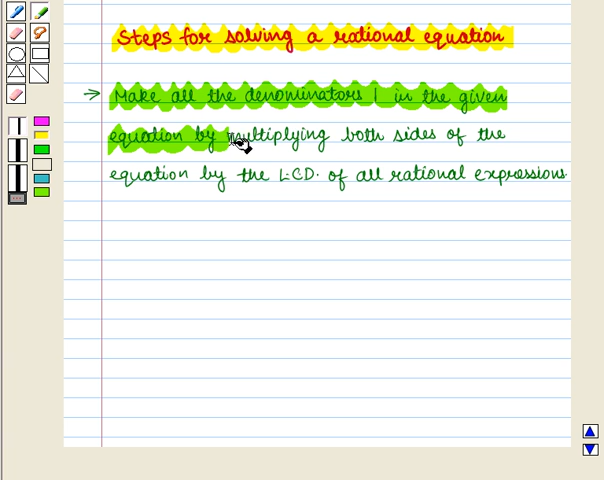 Steps for solving a rational equation
→ Make all the denominators 1 in the given
equation by multiplying both sides of the
equation by the LCD. of all rational expressions